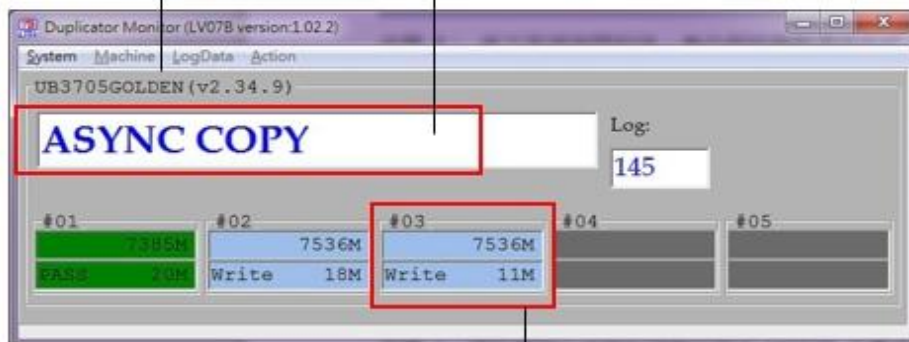 Duplicator Monitor (LV07B version:1.02.2)
System Machine LogData Action
UB3705GOLDEN(v2.34.9)
ASYNC COPY
Log:
145
#01 #02 #03 #04 #05
7385M 7536M 7536M
PASS 20M Write 18M Write 11M